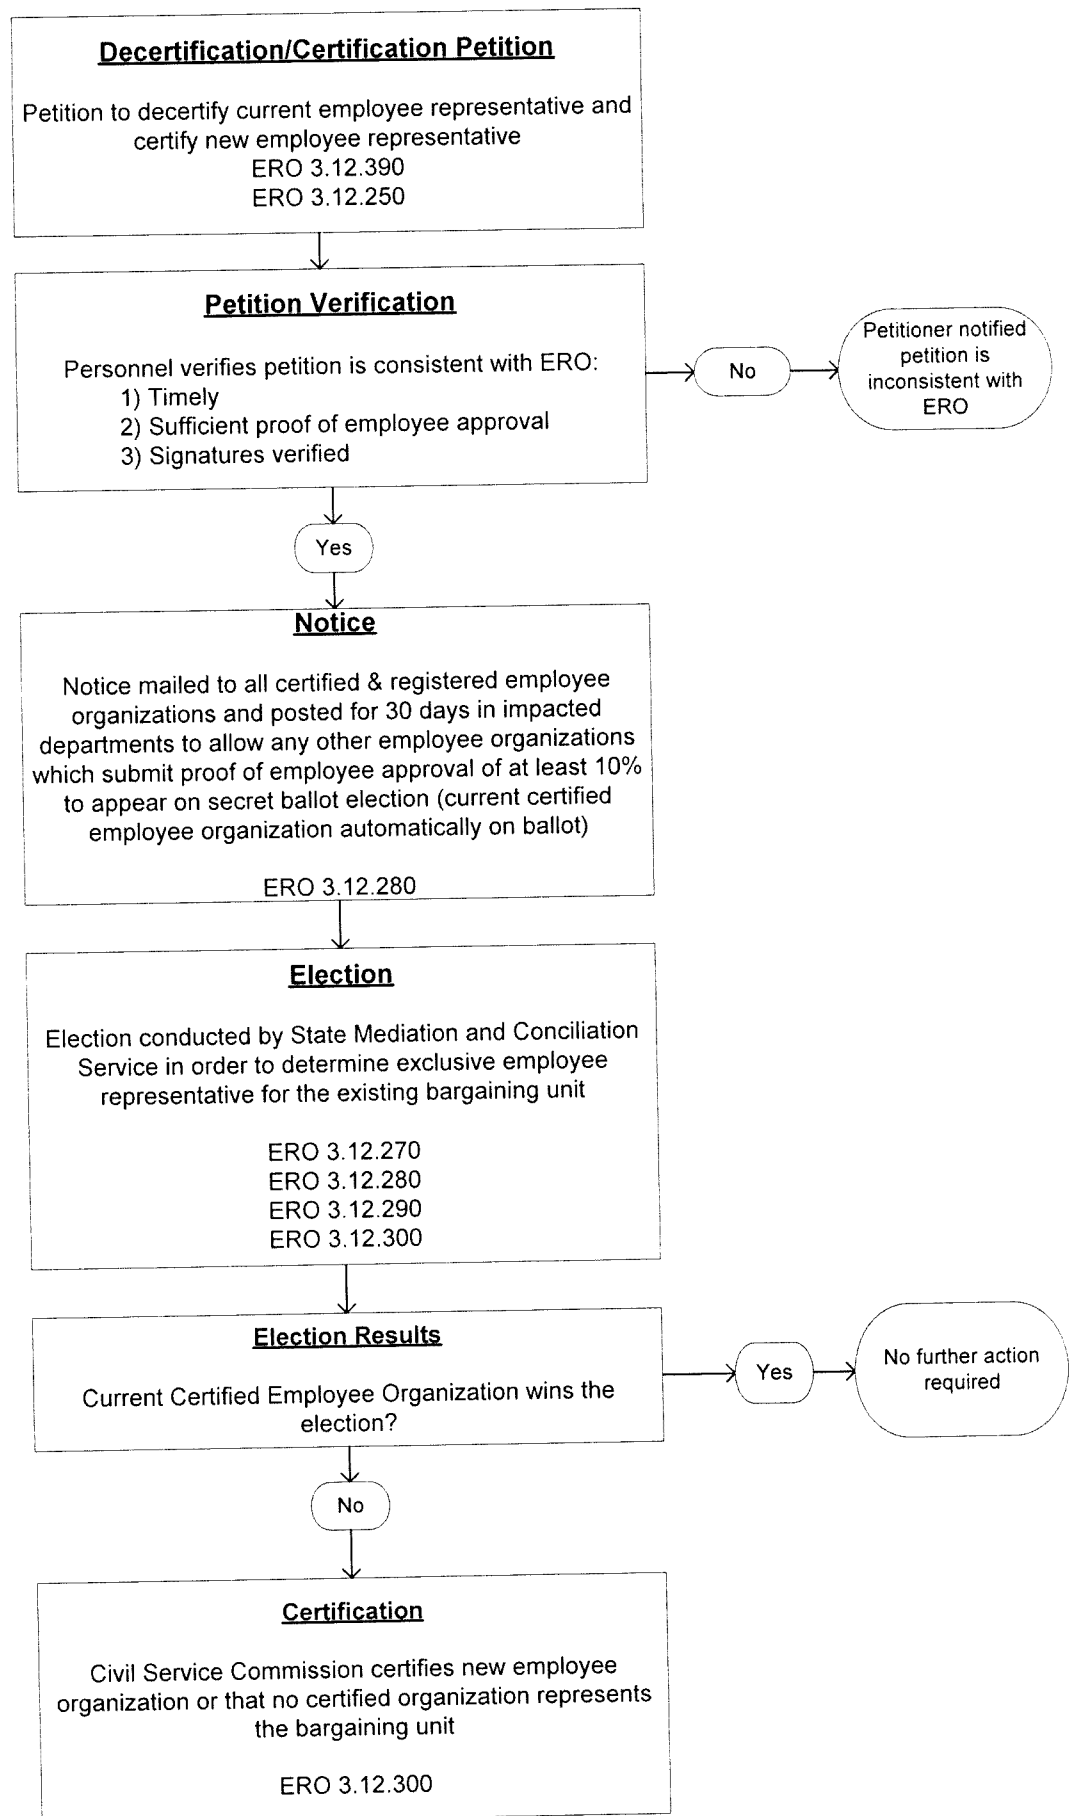 Decertification/Certification Petition
Petition to decertify current employee representative and
certify new employee representative
ERO 3.12.390
ERO 3.12.250
Petition Verification
Personnel verifies petition is consistent with ERO:
1) Timely
2) Sufficient proof of employee approval
3) Signatures verified
No
Petitioner notified
petition is
inconsistent with
ERO
Yes
Notice
Notice mailed to all certified & registered employee
organizations and posted for 30 days in impacted
departments to allow any other employee organizations
which submit proof of employee approval of at least 10%
to appear on secret ballot election (current certified
employee organization automatically on ballot)
ERO 3.12.280
Election
Election conducted by State Mediation and Conciliation
Service in order to determine exclusive employee
representative for the existing bargaining unit
ERO 3.12.270
ERO 3.12.280
ERO 3.12.290
ERO 3.12.300
Election Results
Current Certified Employee Organization wins the
election?
Yes
No further action
required
No
Certification
Civil Service Commission certifies new employee
organization or that no certified organization represents
the bargaining unit
ERO 3.12.300